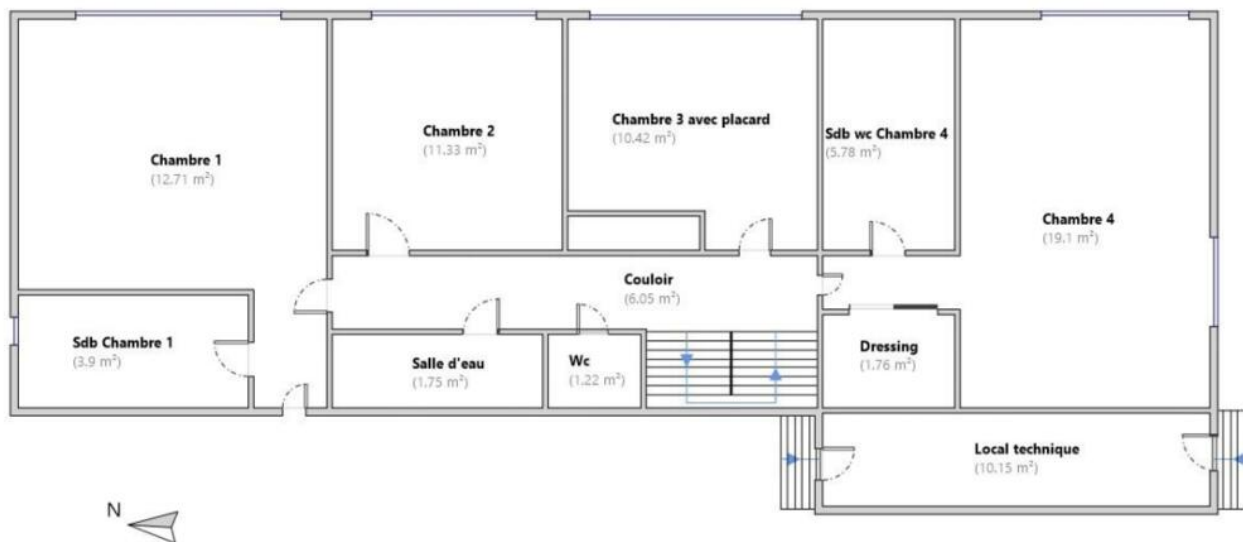 Chambre 1
(12.71 m²)
Chambre 2
(11.33 m²)
Chambre 3 avec placard
(10.42 m²)
Sdb wc Chambre 4
(5.78 m²)
Chambre 4
(19.1 m²)
Couloir
(6.05 m²)
Sdb Chambre 1
(3.9 m²)
Salle d'eau
(1.75 m²)
Wc
(1.22 m²)
Dressing
(1.76 m²)
Local technique
(10.15 m²)
N